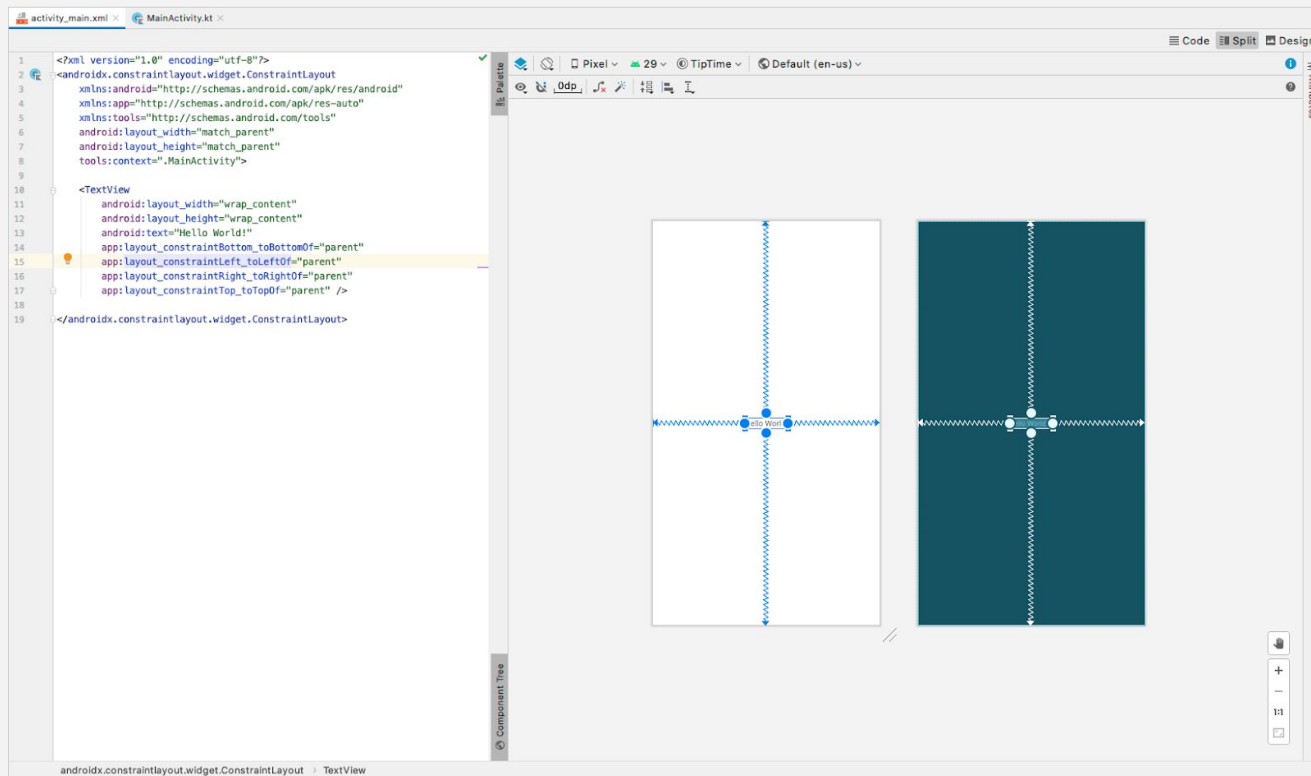 activity_main.xml
MainActivity.kt
Code
Split
Design
1 <?xml version="1.0" encoding="utf-8"?>
2 <androidx.constraintlayout.widget.ConstraintLayout
3 xmlns:android="http://schemas.android.com/apk/res/android"
4 xmlns:app="http://schemas.android.com/apk/res-auto"
5 xmlns:tools="http://schemas.android.com/tools"
6 android:layout_width="match_parent"
7 android:layout_height="match_parent"
8 tools:context=".MainActivity">
9
10 <TextView
11 android:layout_width="wrap_content"
12 android:layout_height="wrap_content"
13 android:text="Hello World!"
14 app:layout_constraintBottom_toBottomOf="parent"
15 app:layout_constraintLeft_toLeftOf="parent"
16 app:layout_constraintRight_toRightOf="parent"
17 app:layout_constraintTop_toTopOf="parent" />
18
19 </androidx.constraintlayout.widget.ConstraintLayout>
Palette
Pixel
29
TipTime
Default (en-us)
0dp
ello Worl
Component Tree
1:1
androidx.constraintlayout.widget.ConstraintLayout › TextView